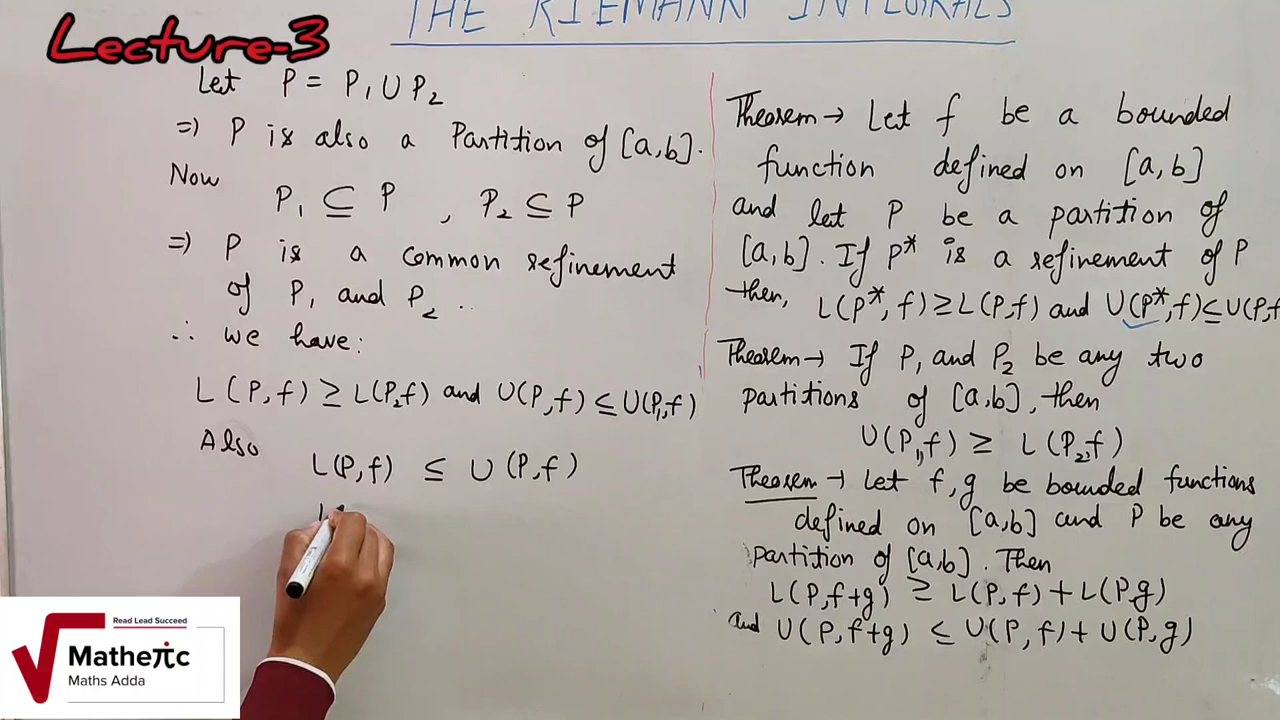 THE RIEMANN INTEGRALS
Lecture-3
Let P = P₁ ∪ P₂
⇒ P is also a Partition of [a,b].
Now
P₁ ⊆ P , P₂ ⊆ P
⇒ P is a common refinement
of P₁ and P₂ ..
∴ we have:
L(P,f) ≥ L(P₂,f) and U(P,f) ≤ U(P₁,f)
Also
L(P,f) ≤ U(P,f)
Theorem → Let f be a bounded
function defined on [a,b]
and let P be a partition of
[a,b]. If P* is a refinement of P
then, L(P*, f) ≥ L(P,f) and U(P*,f) ≤ U(P,f
Theorem → If P₁ and P₂ be any two
partitions of [a,b], then
U(P₁,f) ≥ L(P₂,f)
Theorem → Let f,g be bounded functions
defined on [a,b] and P be any
partition of [a,b]. Then
L(P,f+g) ≥ L(P,f) + L(P,g)
and U(P,f+g) ≤ U(P,f) + U(P,g)
Read Lead Succeed
Matheπc
Maths Adda